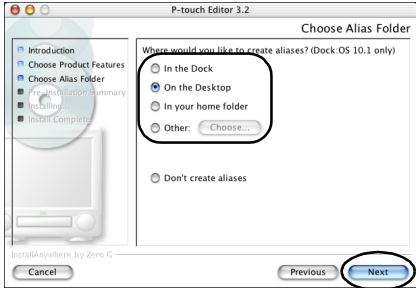 P-touch Editor 3.2
Choose Alias Folder
Introduction
Choose Product Features
Choose Alias Folder
Pre-Installation Summary
Installing...
Install Complete
Where would you like to create aliases? (Dock:OS 10.1 only)
In the Dock
On the Desktop
In your home folder
Other: Choose...
Don't create aliases
InstallAnywhere by Zero G
Cancel Previous Next